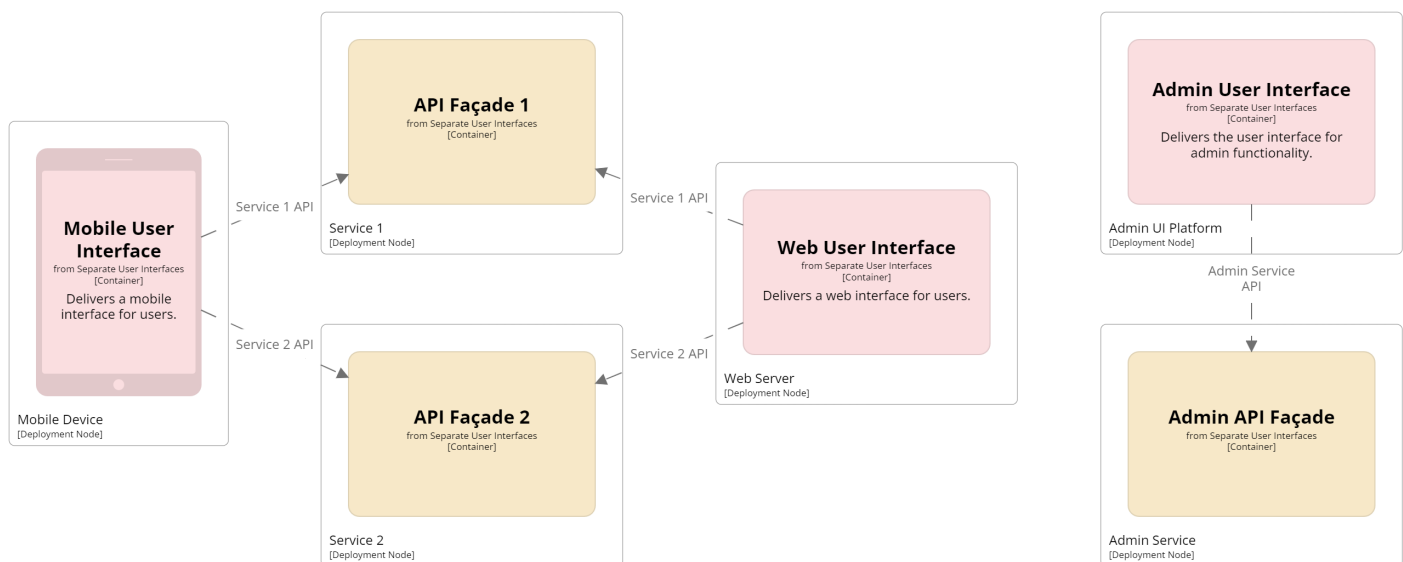 Mobile User
Interface
from Separate User Interfaces
[Container]
Delivers a mobile
interface for users.
Mobile Device
[Deployment Node]
Service 1 API
Service 2 API
API Façade 1
from Separate User Interfaces
[Container]
Service 1
[Deployment Node]
API Façade 2
from Separate User Interfaces
[Container]
Service 2
[Deployment Node]
Service 1 API
Service 2 API
Web User Interface
from Separate User Interfaces
[Container]
Delivers a web interface for users.
Web Server
[Deployment Node]
Admin User Interface
from Separate User Interfaces
[Container]
Delivers the user interface for
admin functionality.
Admin UI Platform
[Deployment Node]
Admin Service
API
Admin API Façade
from Separate User Interfaces
[Container]
Admin Service
[Deployment Node]